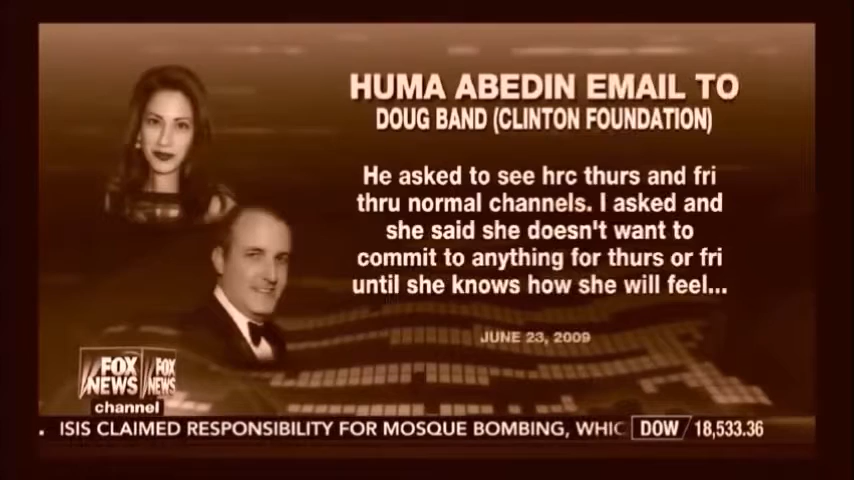 HUMA ABEDIN EMAIL TO
DOUG BAND (CLINTON FOUNDATION)
He asked to see hrc thurs and fri
thru normal channels. I asked and
she said she doesn't want to
commit to anything for thurs or fri
until she knows how she will feel...
JUNE 23, 2009
FOX NEWS channel
FOX NEWS
. ISIS CLAIMED RESPONSIBILITY FOR MOSQUE BOMBING, WHIC
DOW 18,533.36